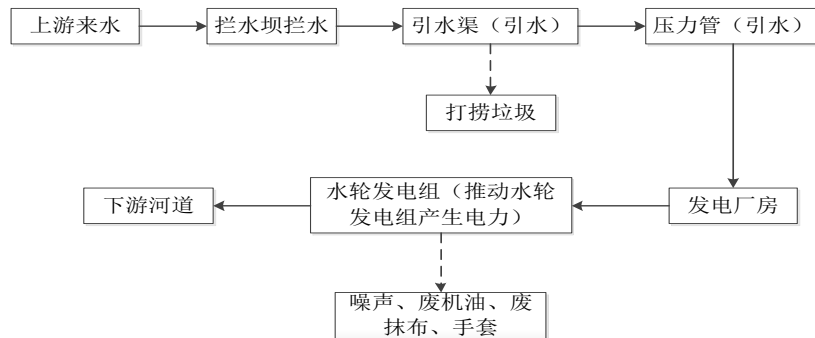 上游来水
拦水坝拦水
引水渠（引水）
压力管（引水）
打捞垃圾
下游河道
水轮发电组（推动水轮
发电组产生电力）
发电厂房
噪声、废机油、废
抹布、手套